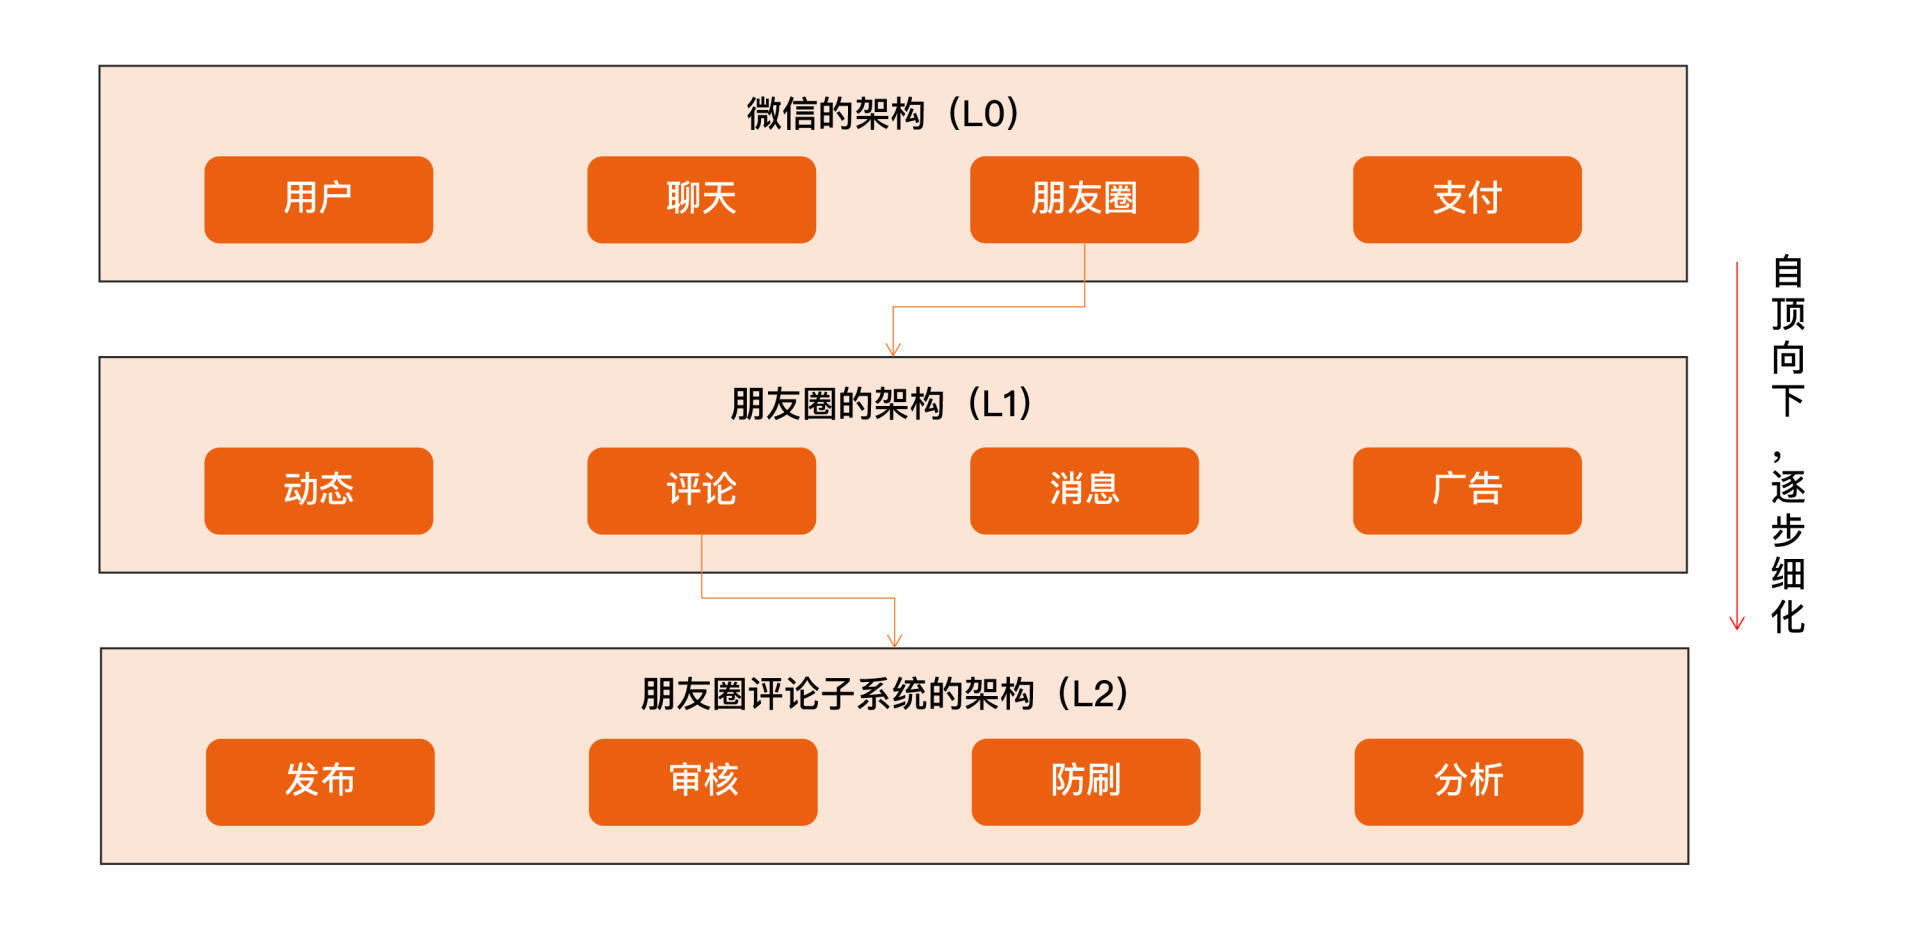 微信的架构（L0）
用户
聊天
朋友圈
支付
朋友圈的架构（L1）
动态
评论
消息
广告
朋友圈评论子系统的架构（L2）
发布
审核
防刷
分析
自顶向下，逐步细化